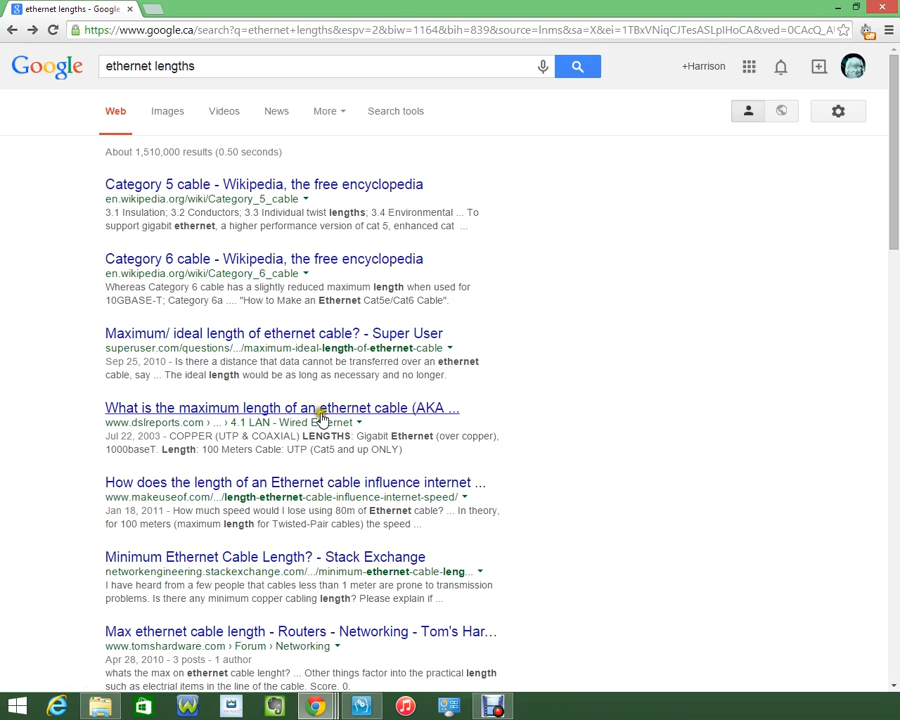 ethernet lengths - Google
https://www.google.ca/search?q=ethernet+lengths&espv=2&biw=1164&bih=839&source=lnms&sa=X&ei=1TBxVNiqCJTesASLpIHoCA&ved=0CAcQ_A
Google
ethernet lengths
+Harrison
Web Images Videos News More Search tools
About 1,510,000 results (0.50 seconds)
Category 5 cable - Wikipedia, the free encyclopedia
en.wikipedia.org/wiki/Category_5_cable
3.1 Insulation; 3.2 Conductors; 3.3 Individual twist lengths; 3.4 Environmental ... To
support gigabit ethernet, a higher performance version of cat 5, enhanced cat ...
Category 6 cable - Wikipedia, the free encyclopedia
en.wikipedia.org/wiki/Category_6_cable
Whereas Category 6 cable has a slightly reduced maximum length when used for
10GBASE-T; Category 6a .... "How to Make an Ethernet Cat5e/Cat6 Cable".
Maximum/ ideal length of ethernet cable? - Super User
superuser.com/questions/.../maximum-ideal-length-of-ethernet-cable
Sep 25, 2010 - Is there a distance that data cannot be transferred over an ethernet
cable, say ... The ideal length would be as long as necessary and no longer.
What is the maximum length of an ethernet cable (AKA ...
www.dslreports.com › ... › 4.1 LAN - Wired Ethernet
Jul 22, 2003 - COPPER (UTP & COAXIAL) LENGTHS: Gigabit Ethernet (over copper),
1000baseT. Length: 100 Meters Cable: UTP (Cat5 and up ONLY)
How does the length of an Ethernet cable influence internet ...
www.makeuseof.com/.../length-ethernet-cable-influence-internet-speed/
Jan 18, 2011 - How much speed would I lose using 80m of Ethernet cable? ... In theory,
for 100 meters (maximum length for Twisted-Pair cables) the speed ...
Minimum Ethernet Cable Length? - Stack Exchange
networkengineering.stackexchange.com/.../minimum-ethernet-cable-leng...
I have heard from a few people that cables less than 1 meter are prone to transmission
problems. Is there any minimum copper cabling length? Please explain if ...
Max ethernet cable length - Routers - Networking - Tom's Har...
www.tomshardware.com › Forum › Networking
Apr 28, 2010 - 3 posts - 1 author
whats the max on ethernet cable lenght? ... Other things factor into the practical length
such as electrial items in the line of the cable. Score. 0.